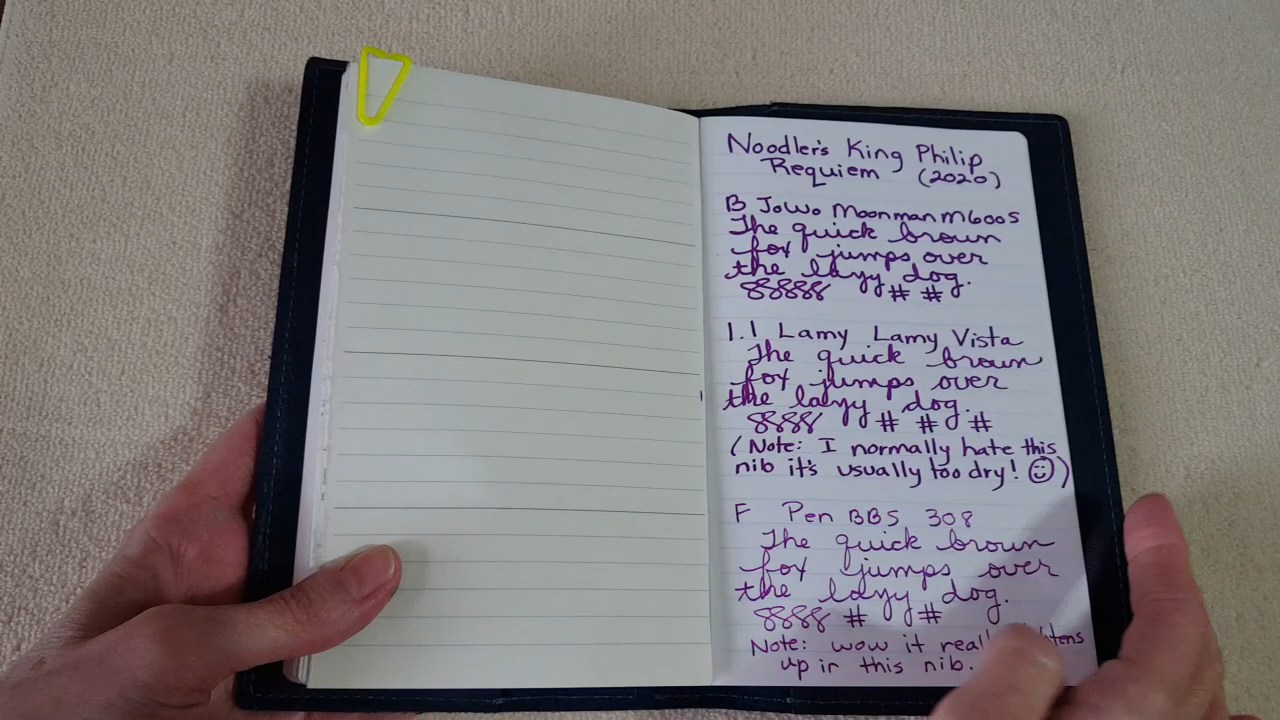 Noodler's King Philip
Requiem (2020)
B JoWo Moonman M600S
The quick brown
fox jumps over
the lazy dog.
88888 # #
1.1 Lamy Lamy Vista
The quick brown
fox jumps over
the lazy dog.
8888 # # #
(Note: I normally hate this
nib it's usually too dry! ☺)
F Pen BBS 308
The quick brown
fox jumps over
the lazy dog.
8888 # #
Note: wow it
up in this nib.